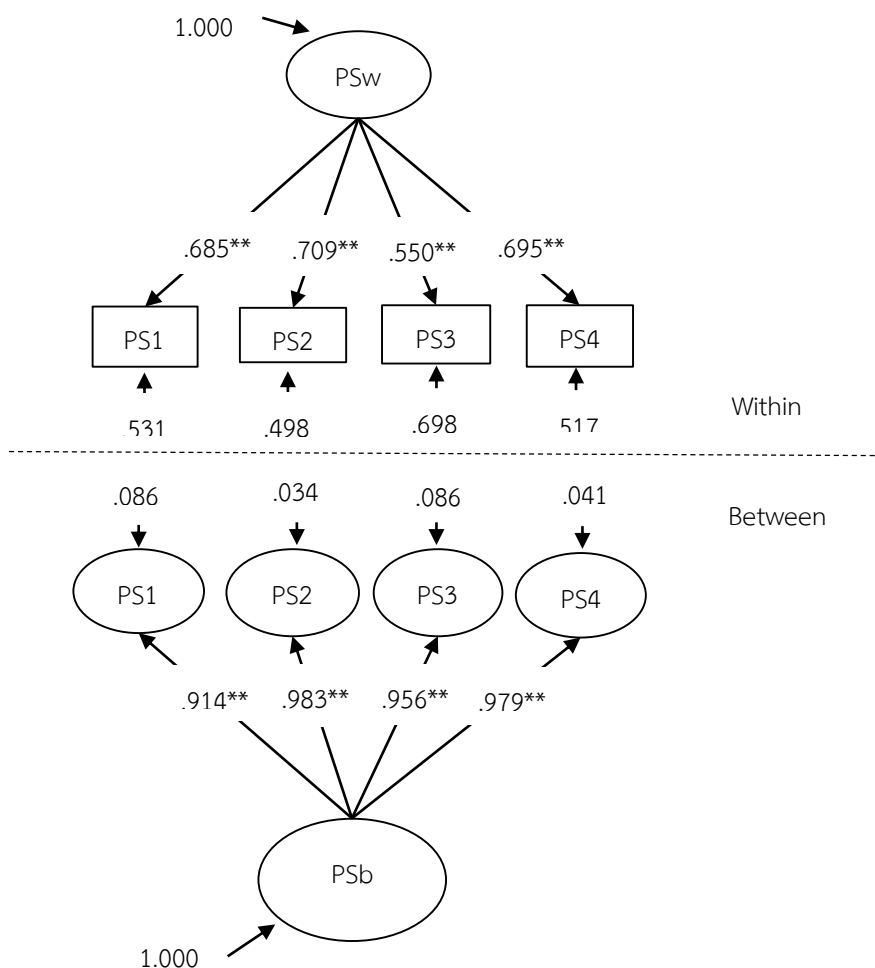 1.000
PSw
.685** .709** .550** .695**
PS1 PS2 PS3 PS4
.531 .498 .698 .517
Within
.086 .034 .086 .041
Between
PS1 PS2 PS3 PS4
.914** .983** .956** .979**
PSb
1.000